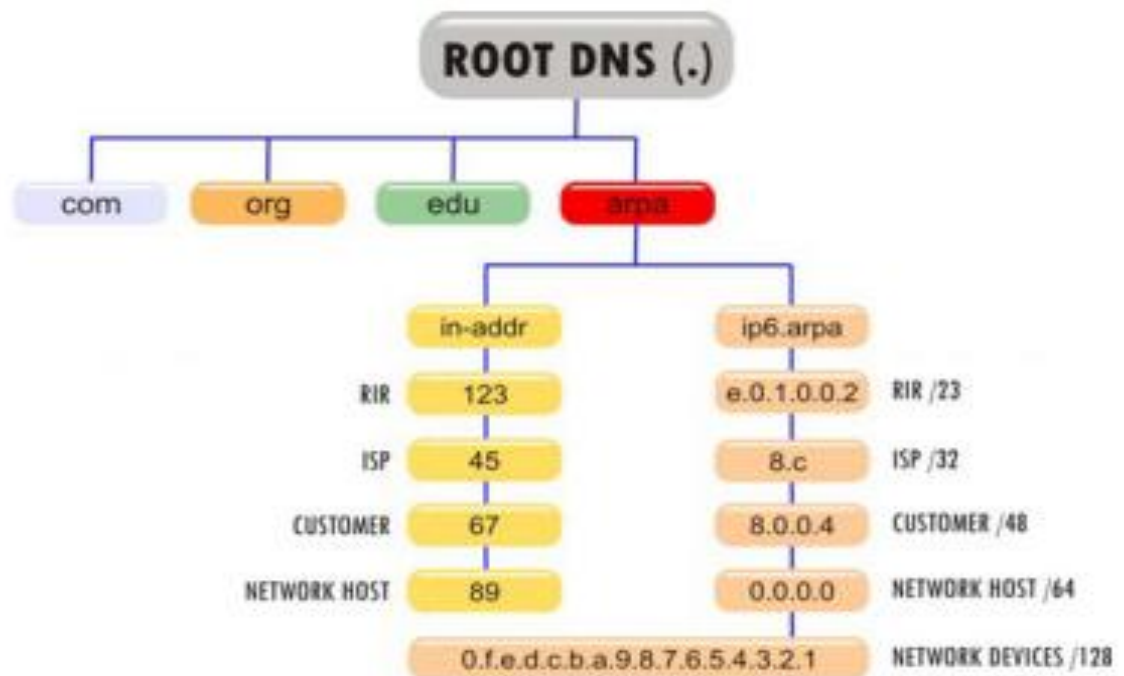 ROOT DNS (.)
com org edu arpa
in-addr ip6.arpa
RIR 123 e.0.1.0.0.2 RIR /23
ISP 45 8.c ISP /32
CUSTOMER 67 8.0.0.4 CUSTOMER /48
NETWORK HOST 89 0.0.0.0 NETWORK HOST /64
0.f.e.d.c.b.a.9.8.7.6.5.4.3.2.1 NETWORK DEVICES /128